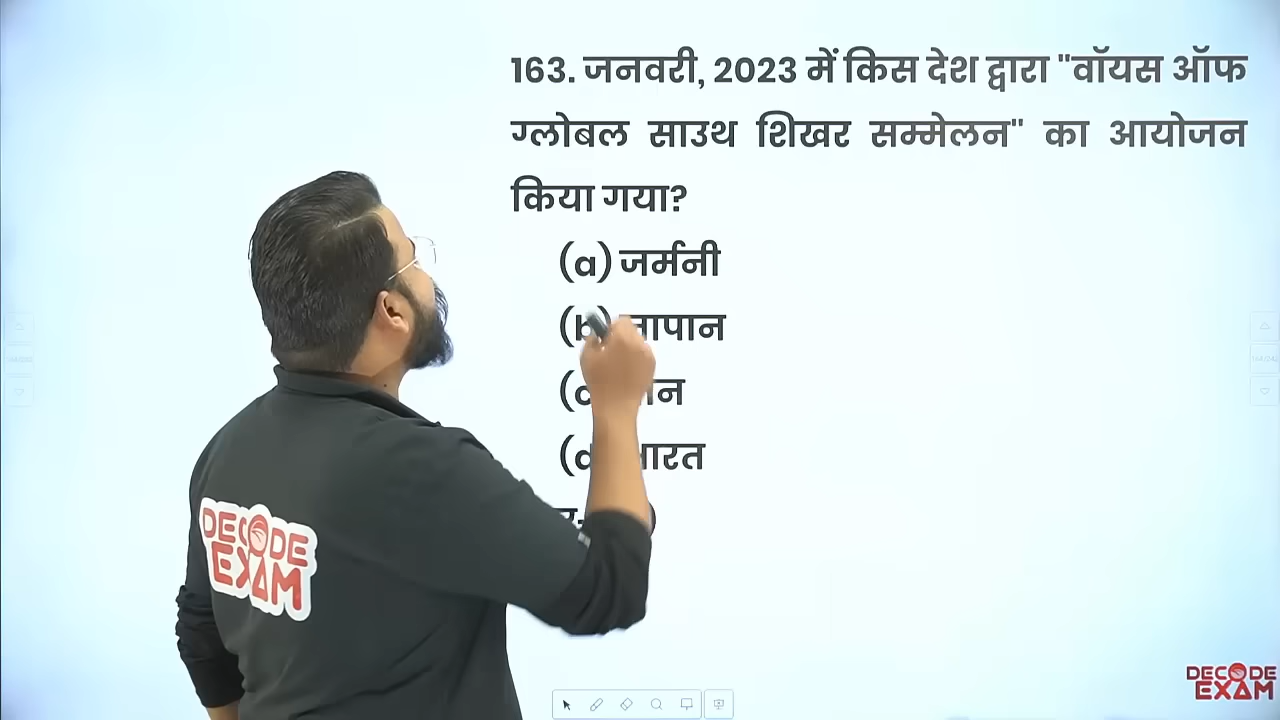 163. जनवरी, 2023 में किस देश द्वारा "वॉयस ऑफ
ग्लोबल साउथ शिखर सम्मेलन" का आयोजन
किया गया?
(a) जर्मनी
(b)
(c)
(d)
DECODE
EXAM
DECODE
EXAM